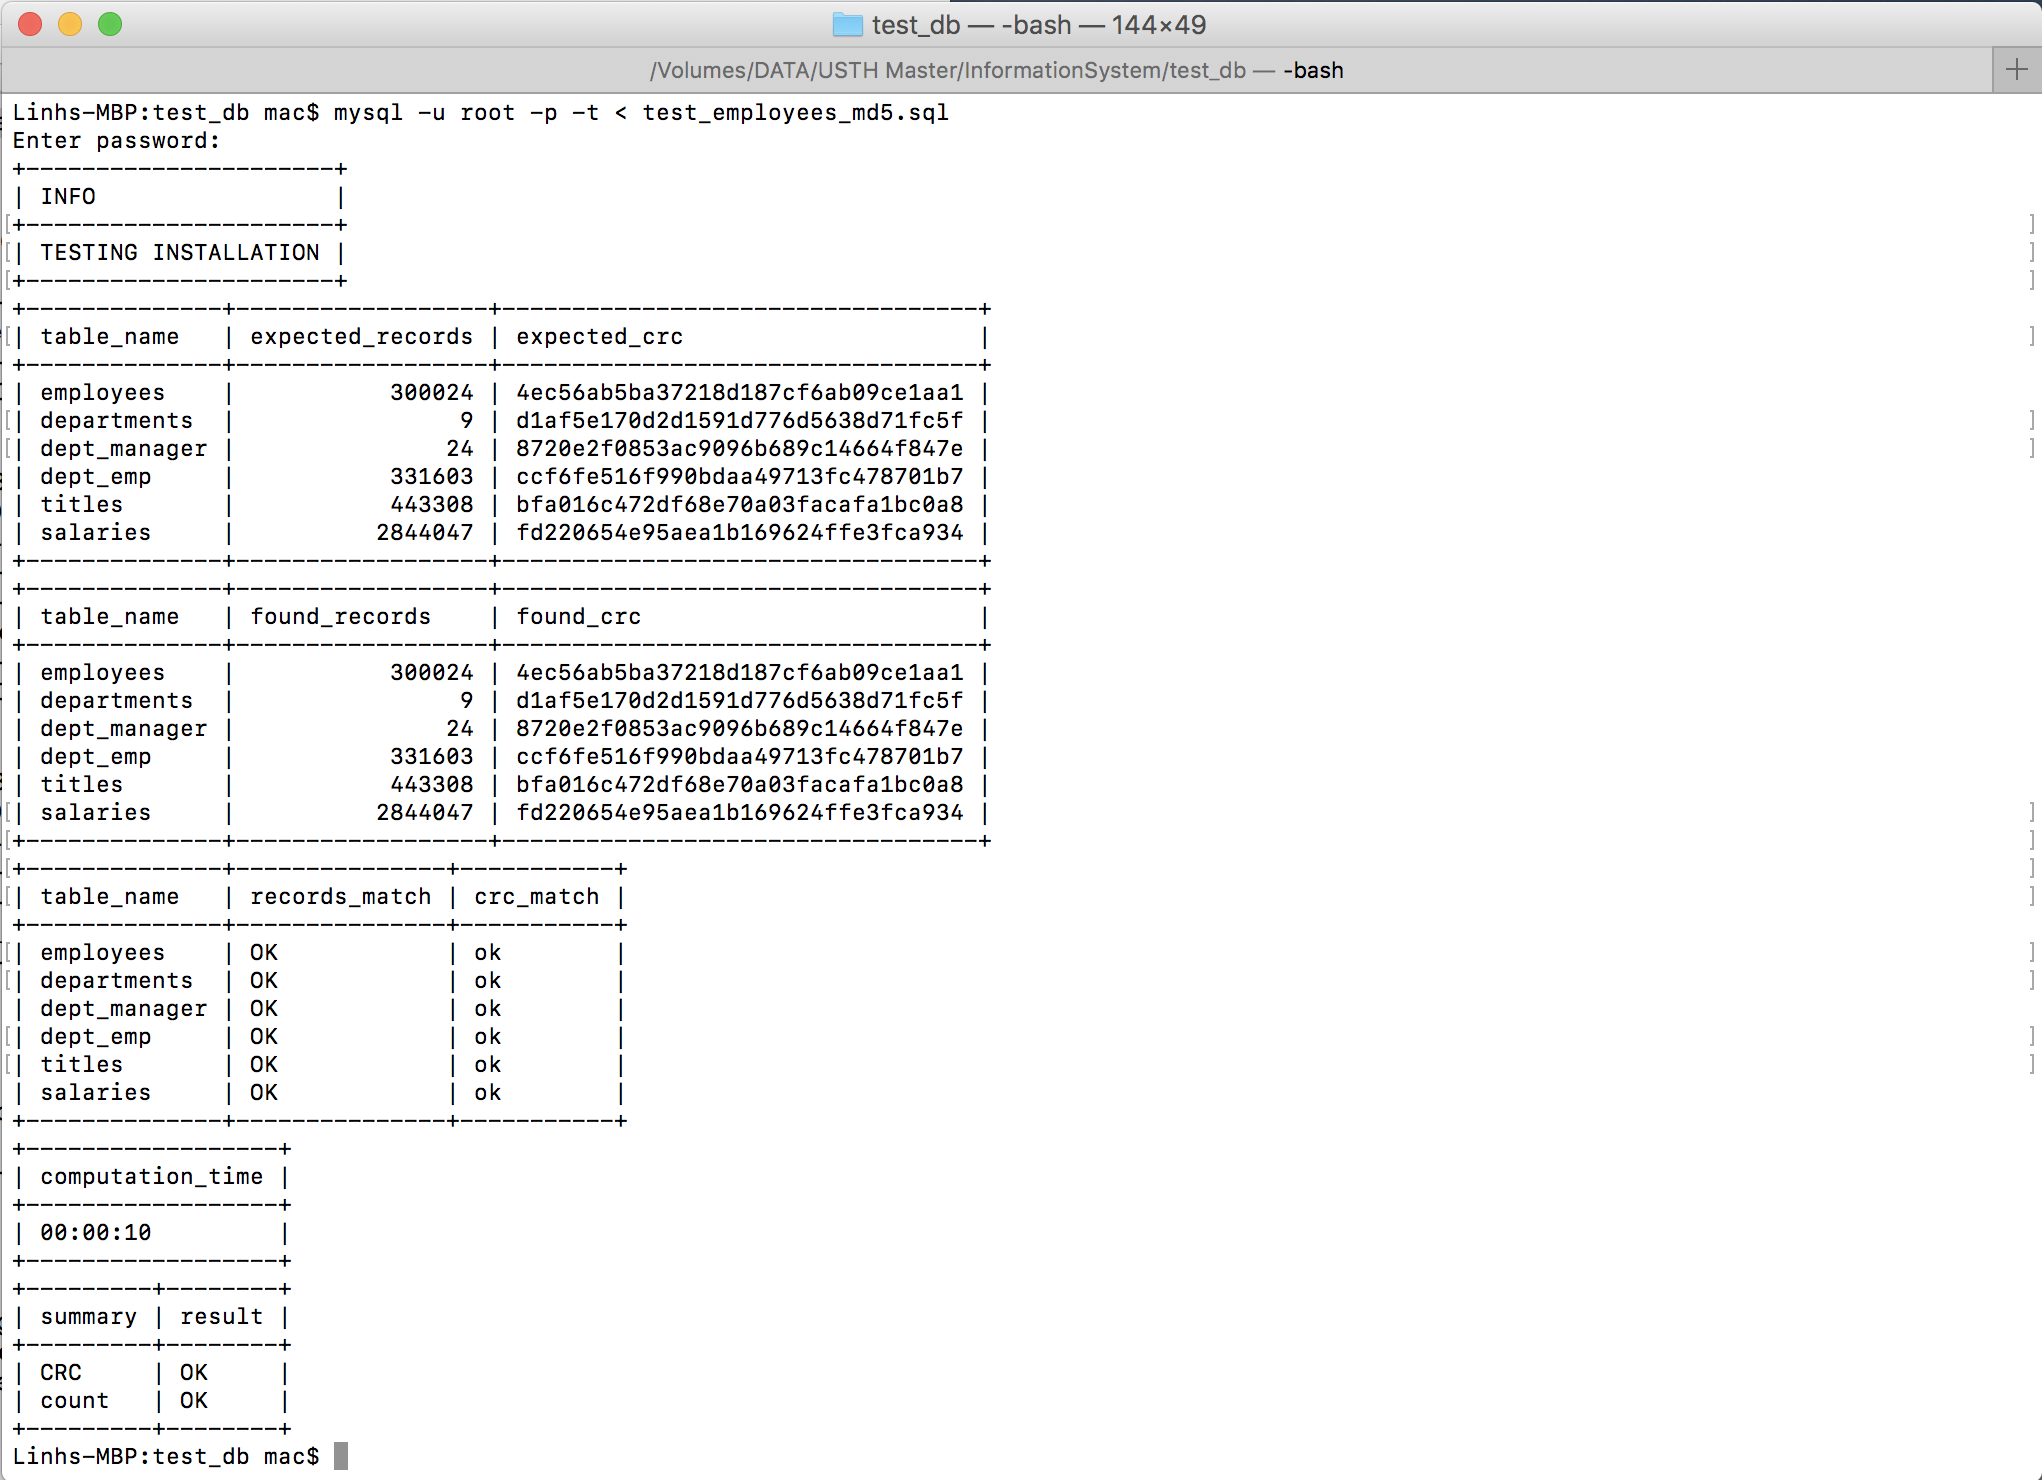 test_db — -bash — 144×49
/Volumes/DATA/USTH Master/InformationSystem/test_db — -bash
Linhs-MBP:test_db mac$ mysql -u root -p -t < test_employees_md5.sql
Enter password:
+----------------------+
| INFO                 |
+----------------------+
| TESTING INSTALLATION |
+----------------------+
+--------------+------------------+----------------------------------+
| table_name   | expected_records | expected_crc                     |
+--------------+------------------+----------------------------------+
| employees    |           300024 | 4ec56ab5ba37218d187cf6ab09ce1aa1 |
| departments  |                9 | d1af5e170d2d1591d776d5638d71fc5f |
| dept_manager |               24 | 8720e2f0853ac9096b689c14664f847e |
| dept_emp     |           331603 | ccf6fe516f990bdaa49713fc478701b7 |
| titles       |           443308 | bfa016c472df68e70a03facafa1bc0a8 |
| salaries     |          2844047 | fd220654e95aea1b169624ffe3fca934 |
+--------------+------------------+----------------------------------+
+--------------+------------------+----------------------------------+
| table_name   | found_records    | found_crc                        |
+--------------+------------------+----------------------------------+
| employees    |           300024 | 4ec56ab5ba37218d187cf6ab09ce1aa1 |
| departments  |                9 | d1af5e170d2d1591d776d5638d71fc5f |
| dept_manager |               24 | 8720e2f0853ac9096b689c14664f847e |
| dept_emp     |           331603 | ccf6fe516f990bdaa49713fc478701b7 |
| titles       |           443308 | bfa016c472df68e70a03facafa1bc0a8 |
| salaries     |          2844047 | fd220654e95aea1b169624ffe3fca934 |
+--------------+------------------+----------------------------------+
+--------------+---------------+-----------+
| table_name   | records_match | crc_match |
+--------------+---------------+-----------+
| employees    | OK            | ok        |
| departments  | OK            | ok        |
| dept_manager | OK            | ok        |
| dept_emp     | OK            | ok        |
| titles       | OK            | ok        |
| salaries     | OK            | ok        |
+--------------+---------------+-----------+
+------------------+
| computation_time |
+------------------+
| 00:00:10         |
+------------------+
+---------+--------+
| summary | result |
+---------+--------+
| CRC     | OK     |
| count   | OK     |
+---------+--------+
Linhs-MBP:test_db mac$